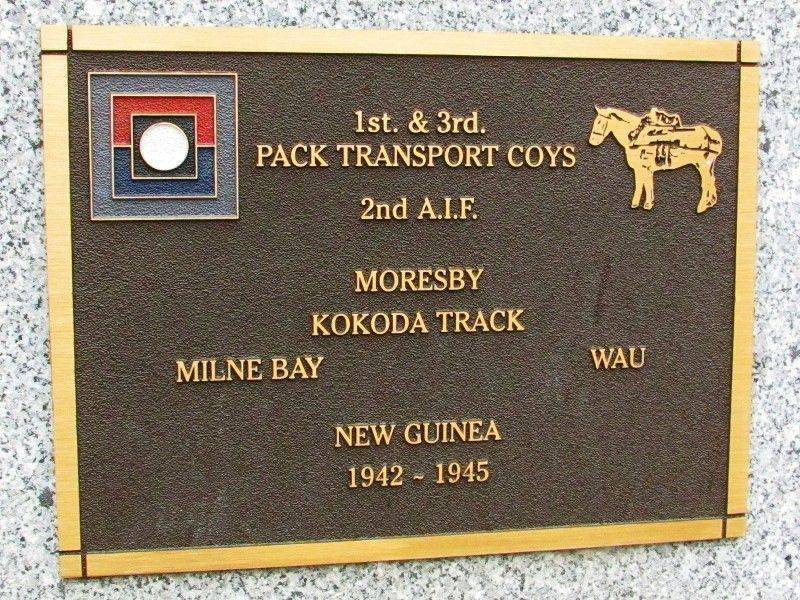 1st. & 3rd.
PACK TRANSPORT COYS
2nd A.I.F.
MORESBY
KOKODA TRACK
MILNE BAY WAU
NEW GUINEA
1942 ~ 1945